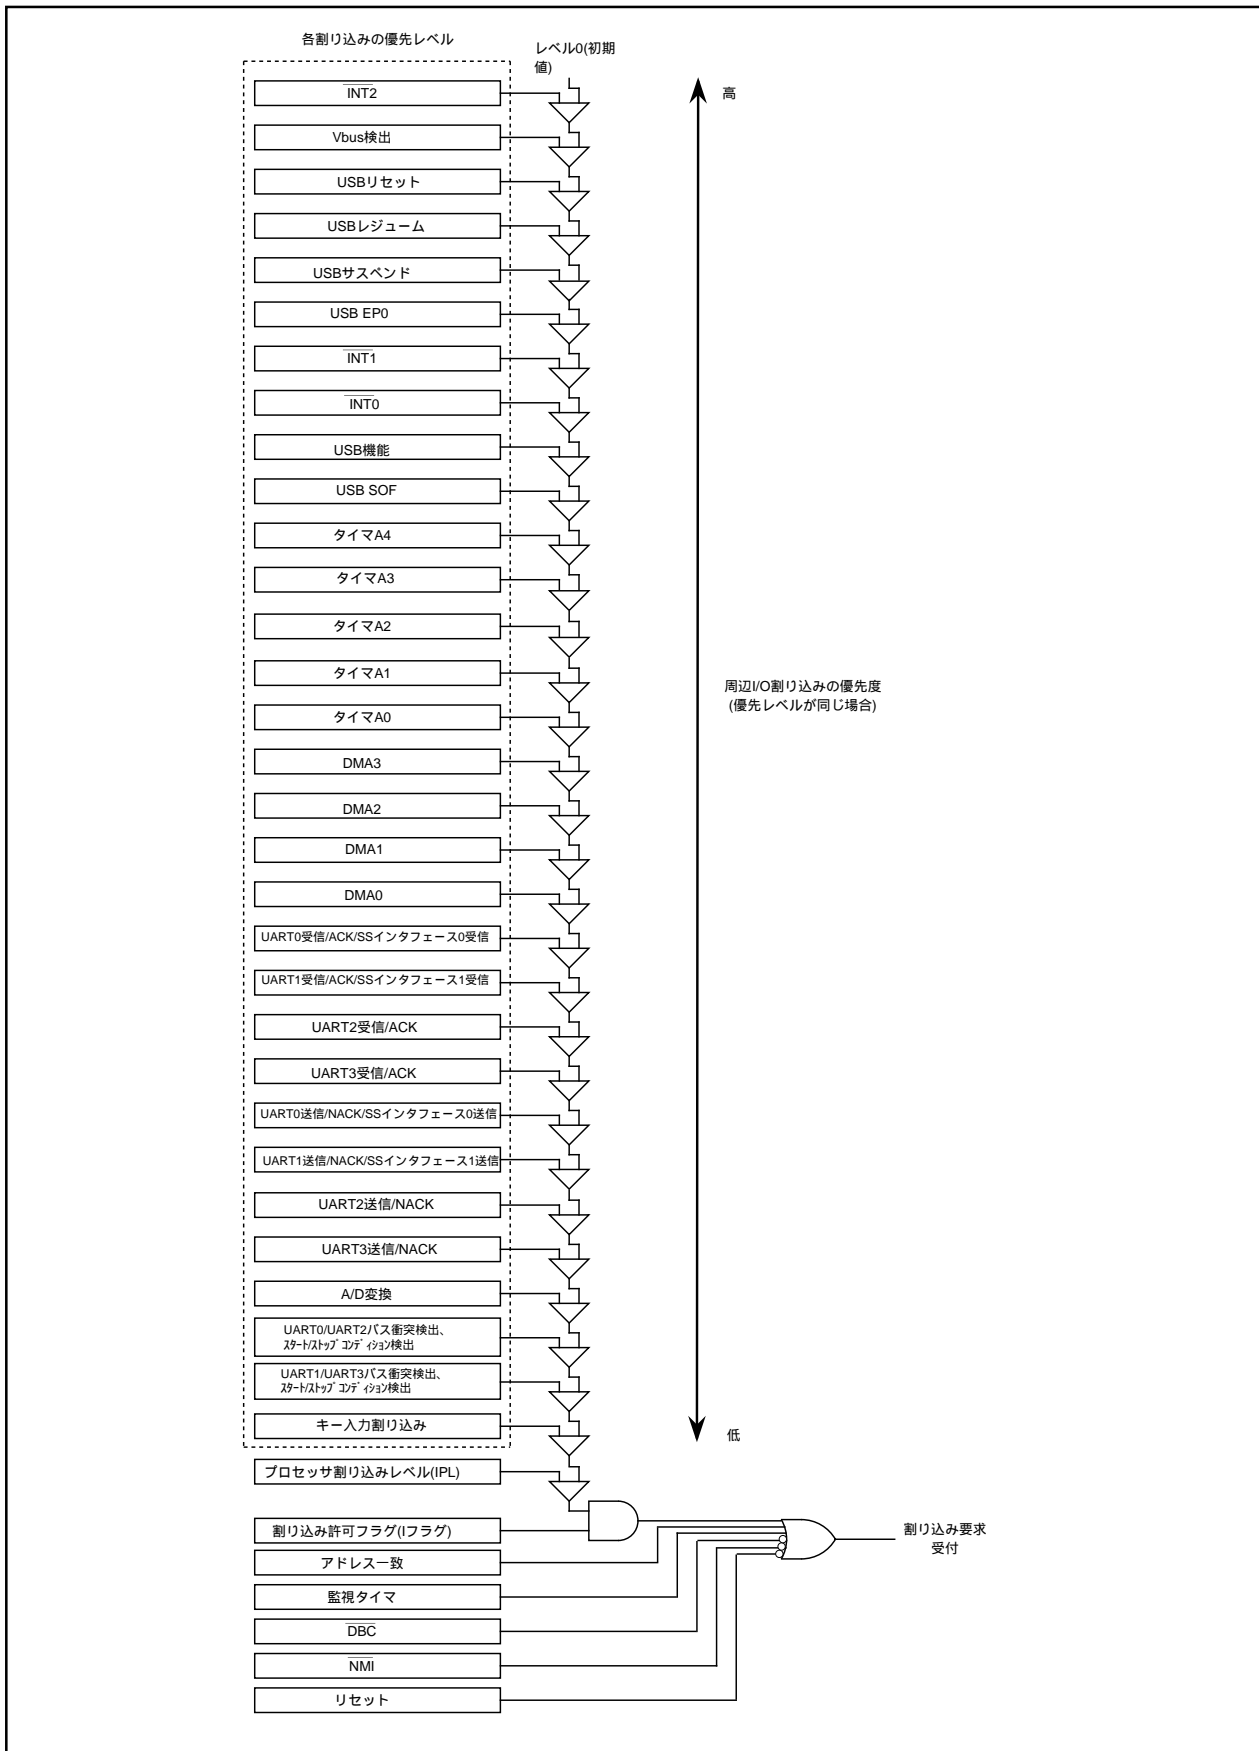 各割り込みの優先レベル
レベル0(初期
値)
高
INT2
Vbus検出
USBリセット
USBレジューム
USBサスペンド
USB EP0
INT1
INT0
USB機能
USB SOF
タイマA4
タイマA3
タイマA2
タイマA1
周辺I/O割り込みの優先度
(優先レベルが同じ場合)
タイマA0
DMA3
DMA2
DMA1
DMA0
UART0受信/ACK/SSインタフェース0受信
UART1受信/ACK/SSインタフェース1受信
UART2受信/ACK
UART3受信/ACK
UART0送信/NACK/SSインタフェース0送信
UART1送信/NACK/SSインタフェース1送信
UART2送信/NACK
UART3送信/NACK
A/D変換
UART0/UART2バス衝突検出、
スタート/ストップコンディション検出
UART1/UART3バス衝突検出、
スタート/ストップコンディション検出
キー入力割り込み
低
プロセッサ割り込みレベル(IPL)
割り込み許可フラグ(Iフラグ)
割り込み要求
受付
アドレス一致
監視タイマ
DBC
NMI
リセット